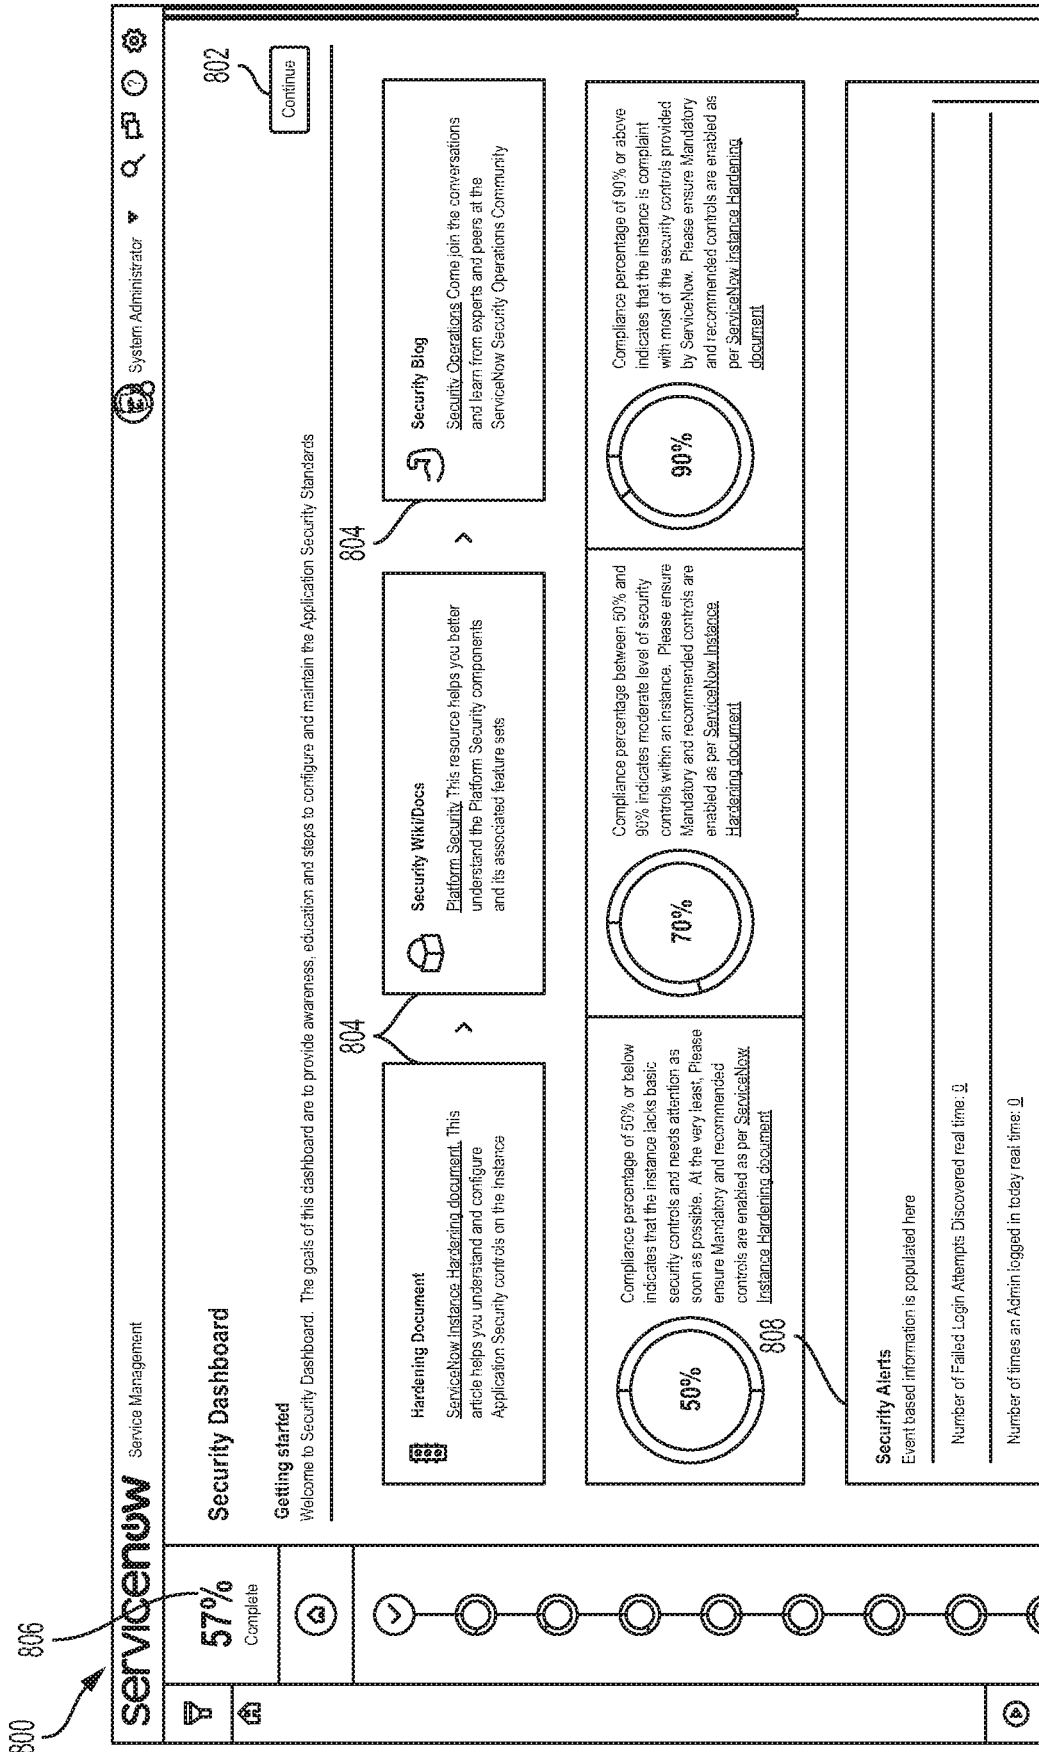 800
806
servicenow Service Management
System Administrator
57%
Complete
Security Dashboard
802
Continue
Getting started
Welcome to Security Dashboard. The goals of this dashboard are to provide awareness, education and steps to configure and maintain the Application Security Standards
804
804
Hardening Document
ServiceNow Instance Hardening document. This
article helps you understand and configure
Application Security controls on the Instance
Security Wiki/Docs
Platform Security This resource helps you better
understand the Platform Security components
and its associated feature sets
Security Blog
Security Operations Come join the conversations
and learn from experts and peers at the
ServiceNow Security Operations Community
50%
Compliance percentage of 50% or below
indicates that the instance lacks basic
security controls and needs attention as
soon as possible. At the very least, Please
ensure Mandatory and recommended
controls are enabled as per ServiceNow
Instance Hardening document
70%
Compliance percentage between 50% and
90% indicates moderate level of security
controls within an instance. Please ensure
Mandatory and recommended controls are
enabled as per ServiceNow Instance
Hardening document
90%
Compliance percentage of 90% or above
indicates that the instance is complaint
with most of the security controls provided
by ServiceNow. Please ensure Mandatory
and recommended controls are enabled as
per ServiceNow Instance Hardening
document
808
Security Alerts
Event based information is populated here
Number of Failed Login Attempts Discovered real time: 0
Number of times an Admin logged in today real time: 0